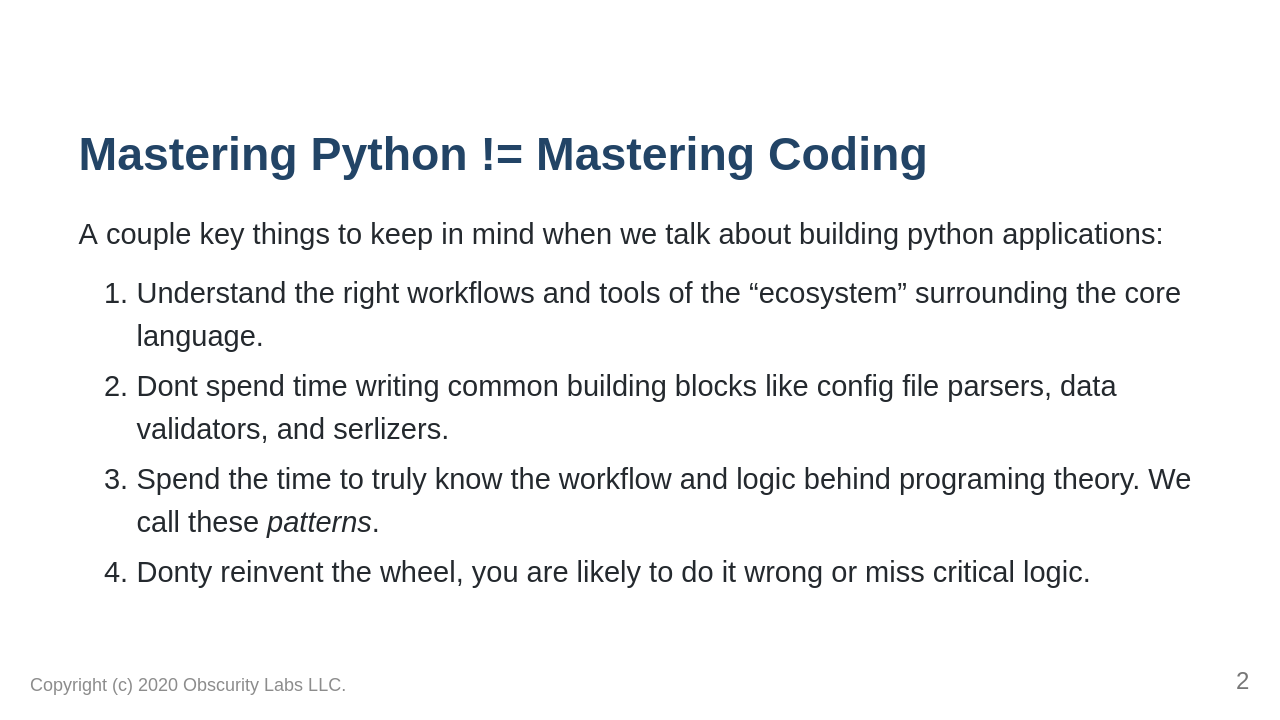 Mastering Python != Mastering Coding
A couple key things to keep in mind when we talk about building python applications:
1. Understand the right workflows and tools of the “ecosystem” surrounding the core
language.
2. Dont spend time writing common building blocks like config file parsers, data
validators, and serlizers.
3. Spend the time to truly know the workflow and logic behind programing theory. We
call these patterns.
4. Donty reinvent the wheel, you are likely to do it wrong or miss critical logic.
Copyright (c) 2020 Obscurity Labs LLC.
2